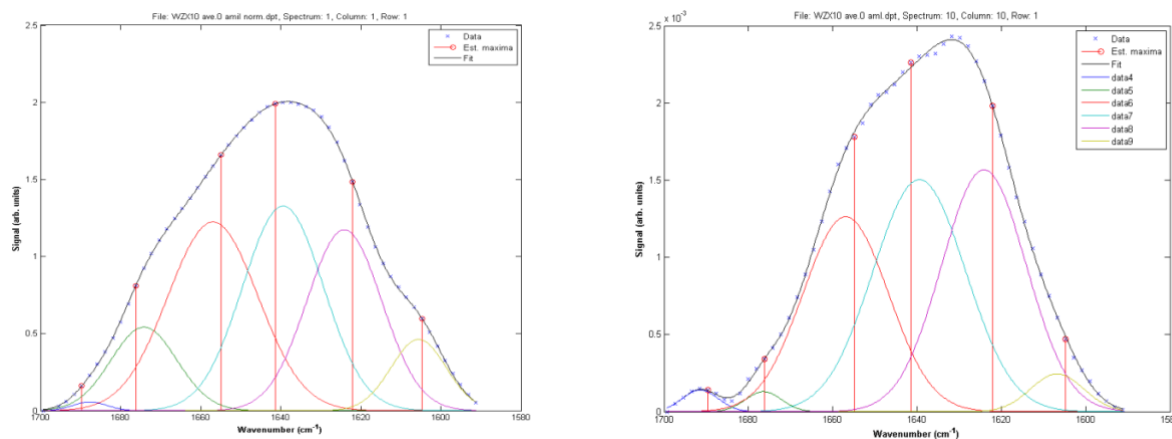 File: WZX10 ave.0 amil norm.dpt, Spectrum: 1, Column: 1, Row: 1
2.5
2
1.5
1
0.5
0
Signal (arb. units)
1700
1680
1660
1640
1620
1600
1580
Wavenumber (cm⁻¹)
Data
Est. maxima
Fit
File: WZX10 ave.0 amI.dpt, Spectrum: 10, Column: 10, Row: 1
x 10⁻³
2.5
2
1.5
1
0.5
0
Signal (arb. units)
1700
1680
1660
1640
1620
1600
Wavenumber (cm⁻¹)
Data
Est. maxima
Fit
data4
data5
data6
data7
data8
data9